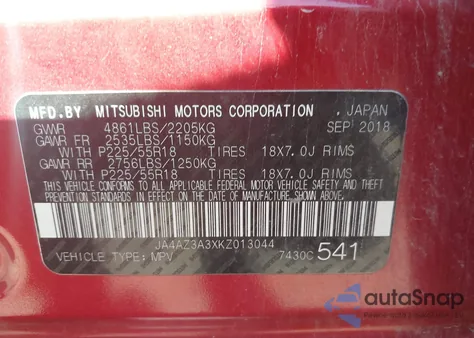 MFD.BY MITSUBISHI MOTORS CORPORATION , JAPAN
GVWR 4861LBS/2205KG SEP 2018
GAWR FR 2535LBS/1150KG
WITH P225/55R18 TIRES 18X7.0J RIMS
GAWR RR 2756LBS/1250KG
WITH P225/55R18 TIRES 18X7.0J RIMS
THIS VEHICLE CONFORMS TO ALL APPLICABLE FEDERAL MOTOR VEHICLE SAFETY AND THEFT
PREVENTION STANDARDS IN EFFECT ON THE DATE OF MANUFACTURE SHOWN ABOVE.
JA4AZ3A3XKZ013044
VEHICLE TYPE: MPV 7430C 541
autoSnap